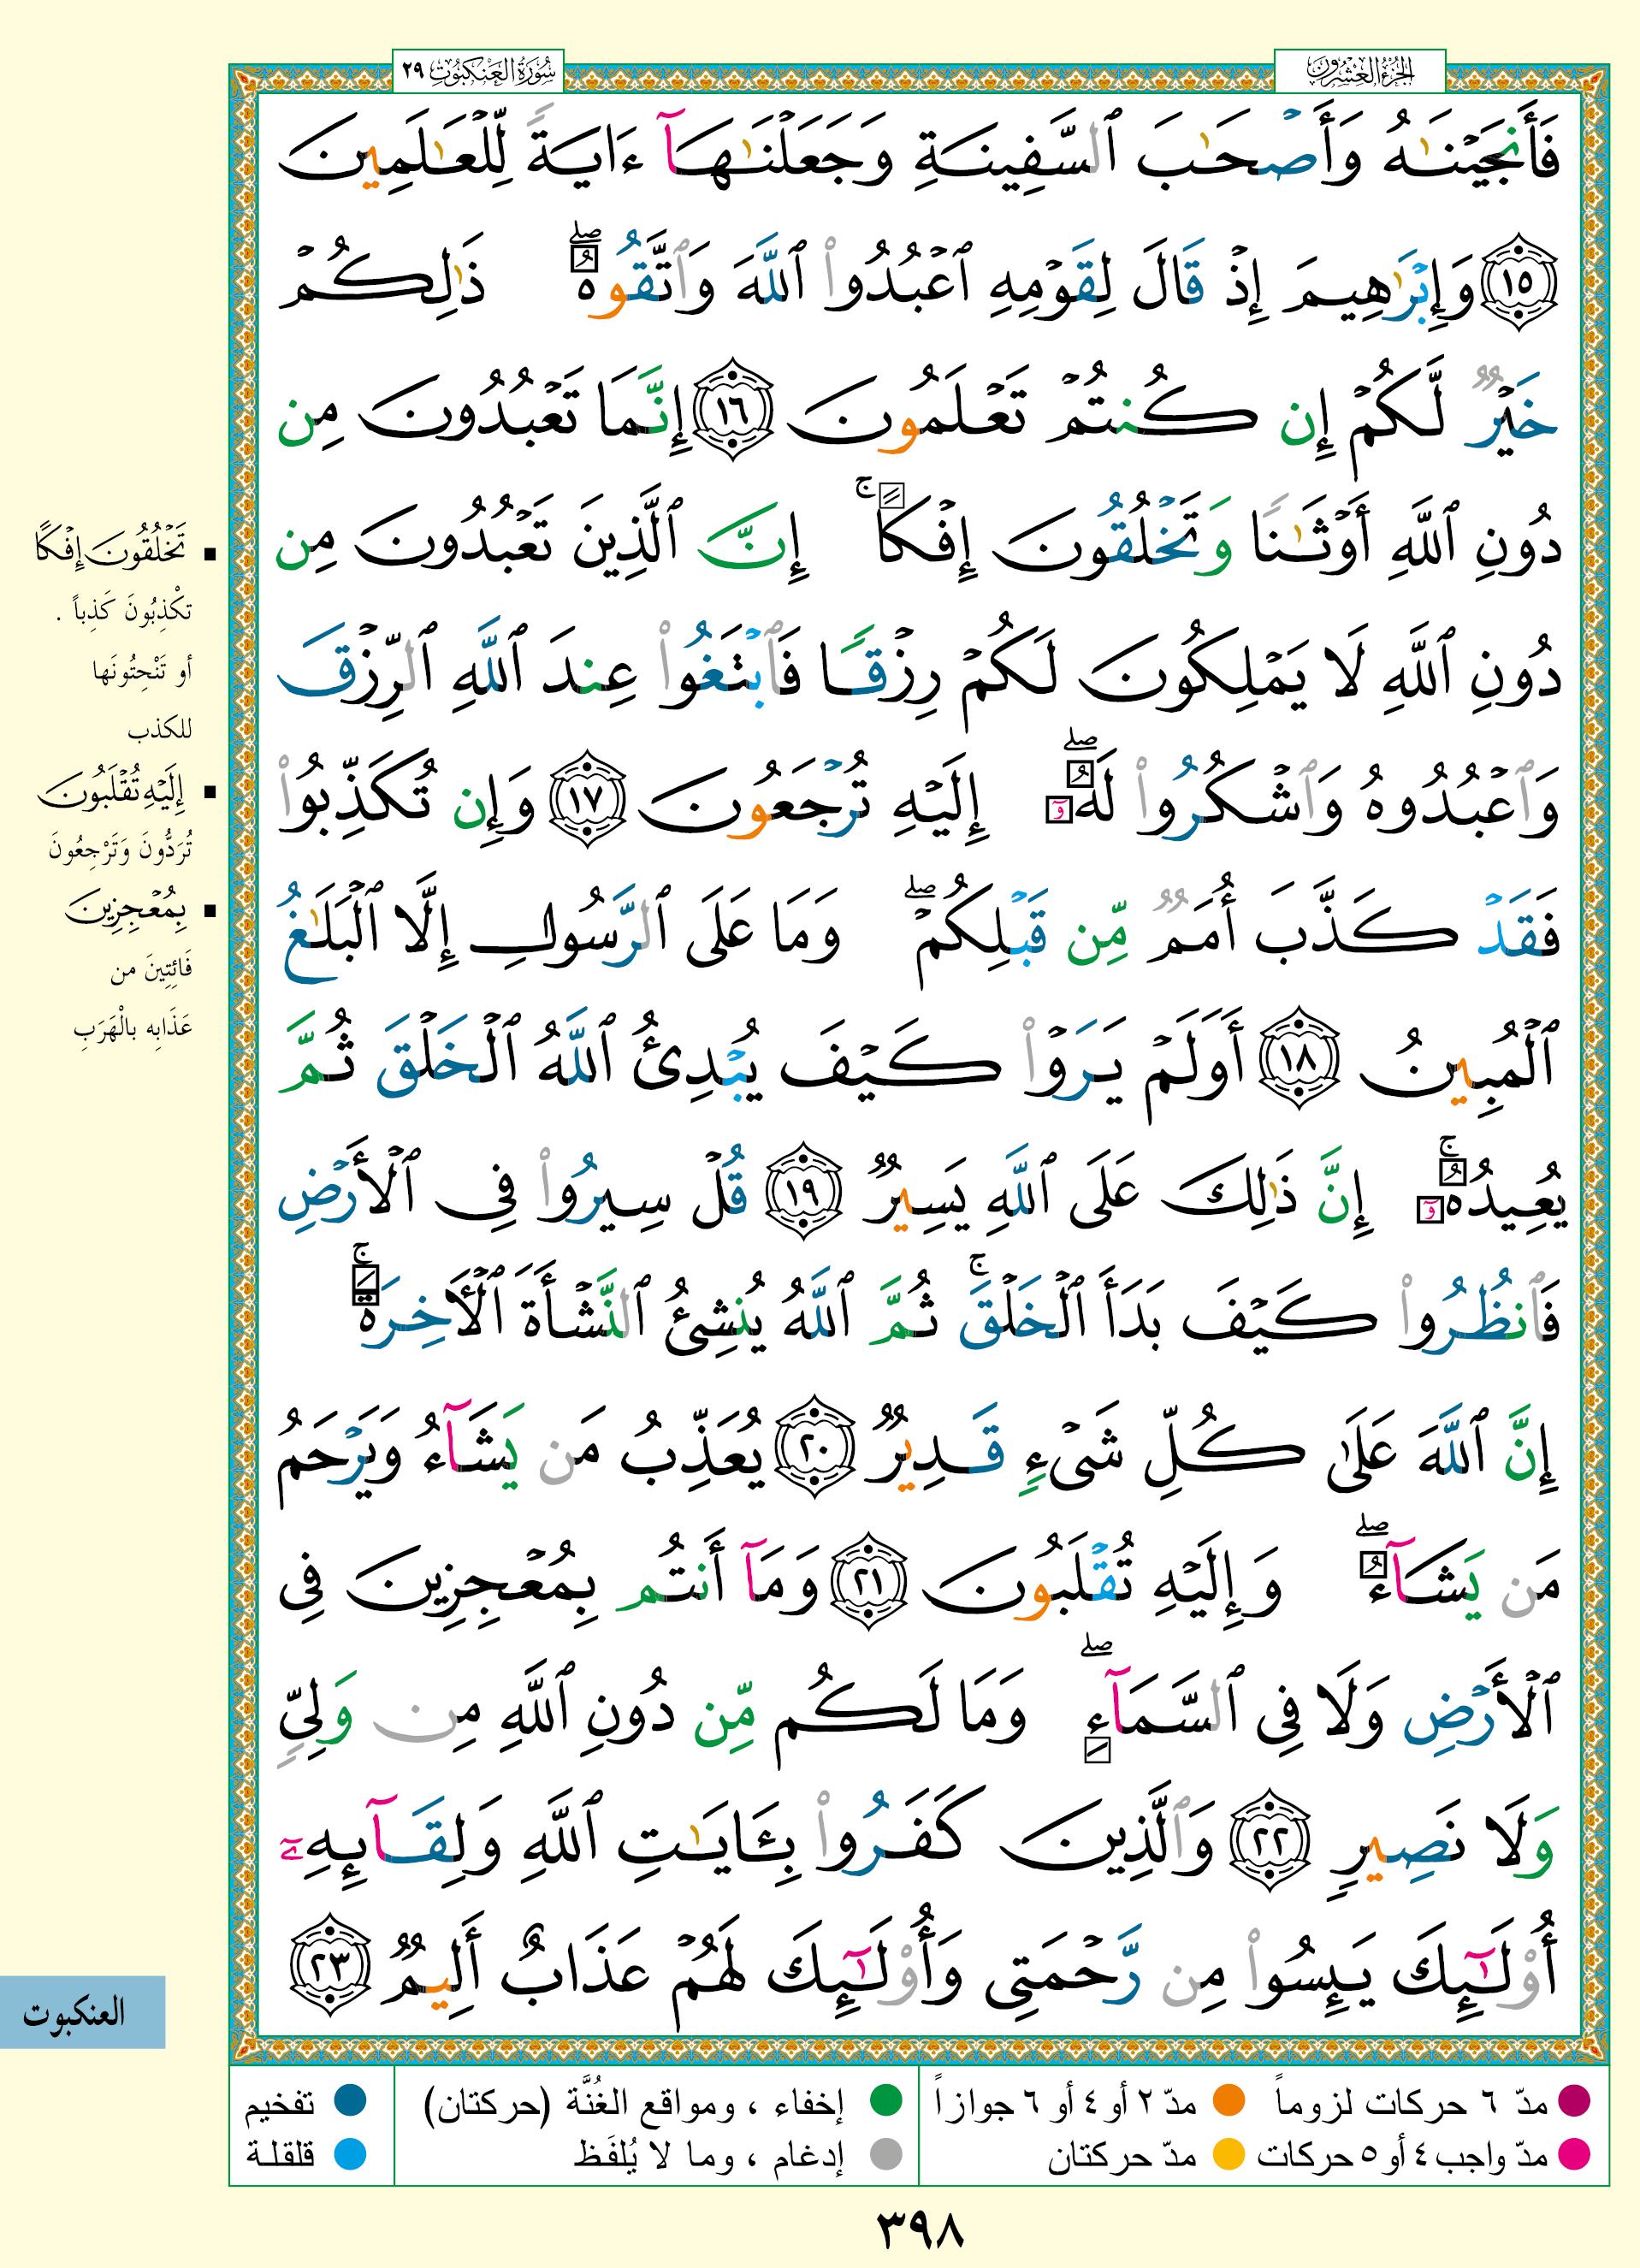 الجزء العشرون
سورة العنكبوت ٢٩
فَأَنجَيْنَٰهُ وَأَصْحَٰبَ ٱلسَّفِينَةِ وَجَعَلْنَٰهَآ ءَايَةً لِّلْعَٰلَمِينَ
١٥ وَإِبْرَٰهِيمَ إِذْ قَالَ لِقَوْمِهِ ٱعْبُدُوا۟ ٱللَّهَ وَٱتَّقُوهُ ۖ ذَٰلِكُمْ
خَيْرٌ لَّكُمْ إِن كُنتُمْ تَعْلَمُونَ ١٦ إِنَّمَا تَعْبُدُونَ مِن
دُونِ ٱللَّهِ أَوْثَٰنًا وَتَخْلُقُونَ إِفْكًا ۚ إِنَّ ٱلَّذِينَ تَعْبُدُونَ مِن
دُونِ ٱللَّهِ لَا يَمْلِكُونَ لَكُمْ رِزْقًا فَٱبْتَغُوا۟ عِندَ ٱللَّهِ ٱلرِّزْقَ
وَٱعْبُدُوهُ وَٱشْكُرُوا۟ لَهُۥٓ ۖ إِلَيْهِ تُرْجَعُونَ ١٧ وَإِن تُكَذِّبُوا۟
فَقَدْ كَذَّبَ أُمَمٌ مِّن قَبْلِكُمْ ۖ وَمَا عَلَى ٱلرَّسُولِ إِلَّا ٱلْبَلَٰغُ
ٱلْمُبِينُ ١٨ أَوَلَمْ يَرَوْا۟ كَيْفَ يُبْدِئُ ٱللَّهُ ٱلْخَلْقَ ثُمَّ
يُعِيدُهُۥٓ ۚ إِنَّ ذَٰلِكَ عَلَى ٱللَّهِ يَسِيرٌ ١٩ قُلْ سِيرُوا۟ فِى ٱلْأَرْضِ
فَٱنظُرُوا۟ كَيْفَ بَدَأَ ٱلْخَلْقَ ۚ ثُمَّ ٱللَّهُ يُنشِئُ ٱلنَّشْأَةَ ٱلْأَخِرَةَ ۚ
إِنَّ ٱللَّهَ عَلَىٰ كُلِّ شَىْءٍ قَدِيرٌ ٢٠ يُعَذِّبُ مَن يَشَآءُ وَيَرْحَمُ
مَن يَشَآءُ ۖ وَإِلَيْهِ تُقْلَبُونَ ٢١ وَمَآ أَنتُم بِمُعْجِزِينَ فِى
ٱلْأَرْضِ وَلَا فِى ٱلسَّمَآءِ ۖ وَمَا لَكُم مِّن دُونِ ٱللَّهِ مِن وَلِىٍّ
وَلَا نَصِيرٍ ٢٢ وَٱلَّذِينَ كَفَرُوا۟ بِـَٔايَٰتِ ٱللَّهِ وَلِقَآئِهِۦٓ
أُو۟لَٰٓئِكَ يَئِسُوا۟ مِن رَّحْمَتِى وَأُو۟لَٰٓئِكَ لَهُمْ عَذَابٌ أَلِيمٌ ٢٣
▪ تَخْلُقُونَ إِفْكًا
تكْذِبُونَ كَذِباً .
أو تَنْحِتُونَها
للكذب
▪ إِلَيْهِ تُقْلَبُونَ
تُرَدُّونَ وَتَرْجِعُونَ
▪ بِمُعْجِزِينَ
فَائِتِينَ من
عَذَابِه بالْهَرَبِ
العنكبوت
مدّ ٦ حركات لزوماً
مدّ ٢ أو ٤ أو ٦ جوازاً
مدّ واجب ٤ أو ٥ حركات
مدّ حركتان
إخفاء ، ومواقع الغُنَّة (حركتان)
إدغام ، وما لا يُلفَظ
تفخيم
قلقلة
٣٩٨